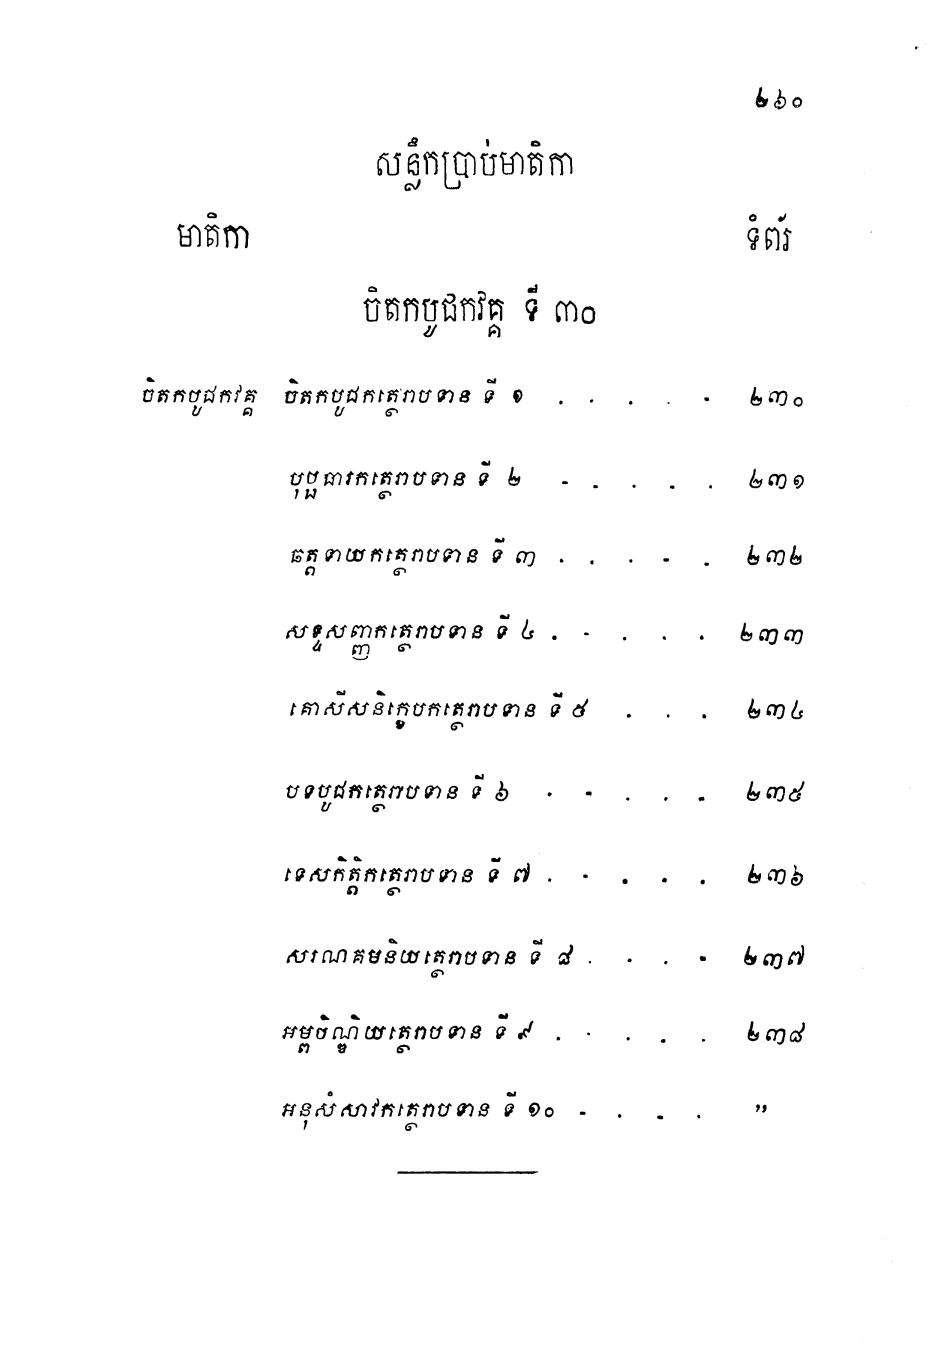 ២៦០
សន្លឹកប្រាប់មាតិកា
មាតិកា ទំព័រ
ចិតកបូជកវគ្គ ទី ៣០
ចិតកបូជកវគ្គ ចិតកបូជកត្ថេរាបទាន ទី ១ . . . . . ២៣០
បុប្ផធារកត្ថេរាបទាន ទី ២ . . . . . ២៣១
ឆត្តទាយកត្ថេរាបទាន ទី ៣ . . . . . ២៣២
សទ្ទសញ្ញកត្ថេរាបទាន ទី ៤ . . . . . ២៣៣
គោសីសនិក្ខេបកត្ថេរាបទាន ទី ៥ . . . ២៣៤
បទបូជកត្ថេរាបទាន ទី ៦ . . . . . ២៣៥
ទេសកិត្តិកត្ថេរាបទាន ទី ៧ . . . . . ២៣៦
សរណគមនិយត្ថេរាបទាន ទី ៨ . . . . ២៣៧
អម្ពបិណ្ឌិយត្ថេរាបទាន ទី ៩ . . . . . ២៣៨
អនុសំសាវកត្ថេរាបទាន ទី ១០ . . . . ”